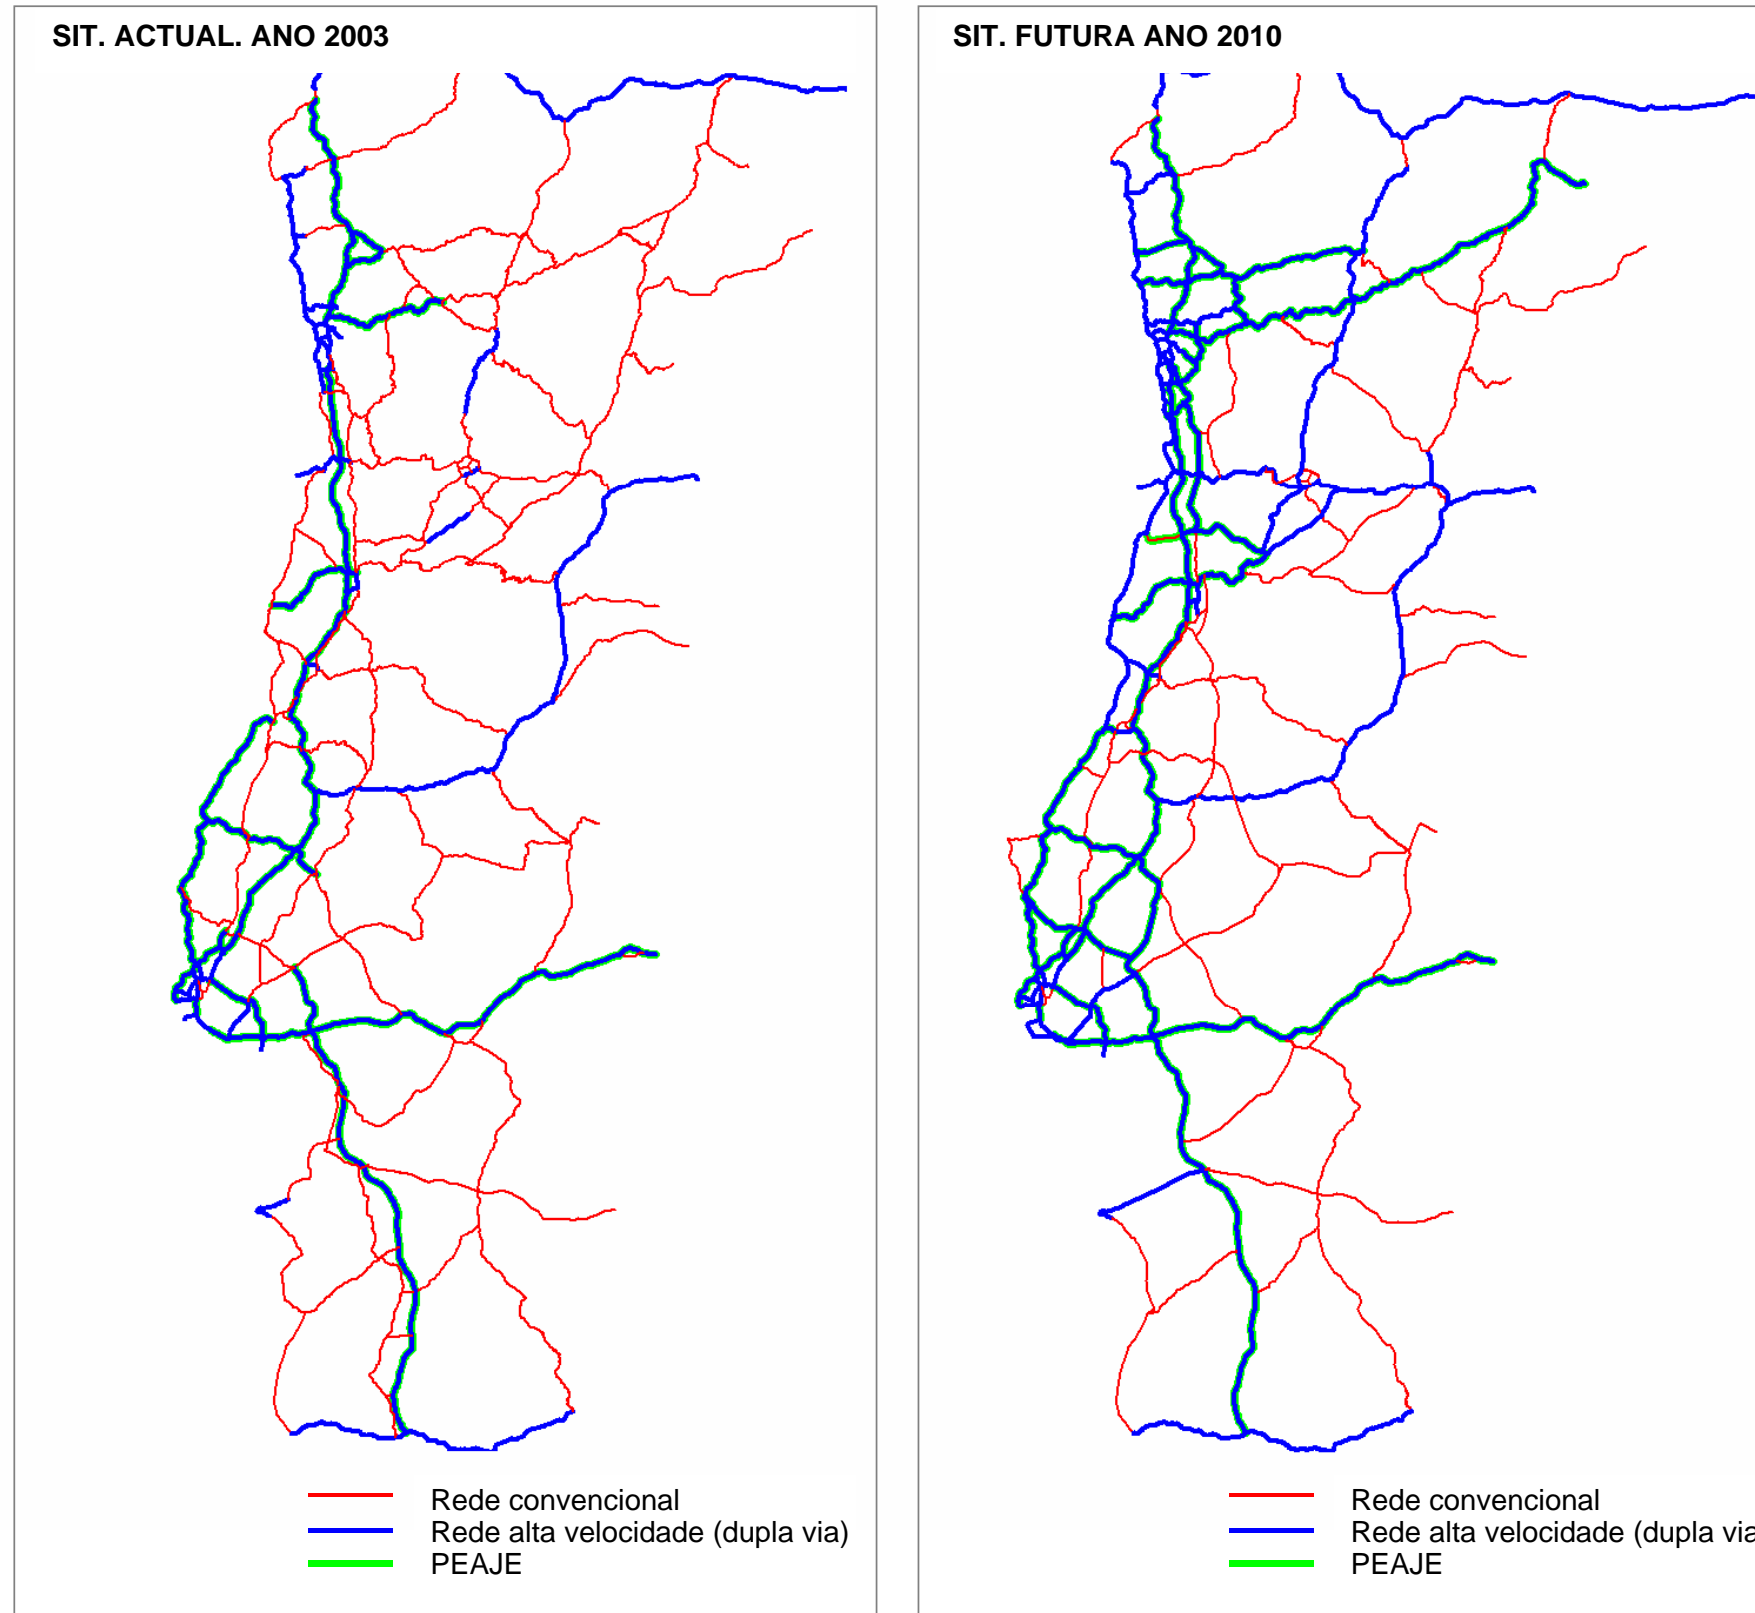 SIT. ACTUAL. ANO 2003
Rede convencional
Rede alta velocidade (dupla via)
PEAJE
SIT. FUTURA ANO 2010
Rede convencional
Rede alta velocidade (dupla via
PEAJE